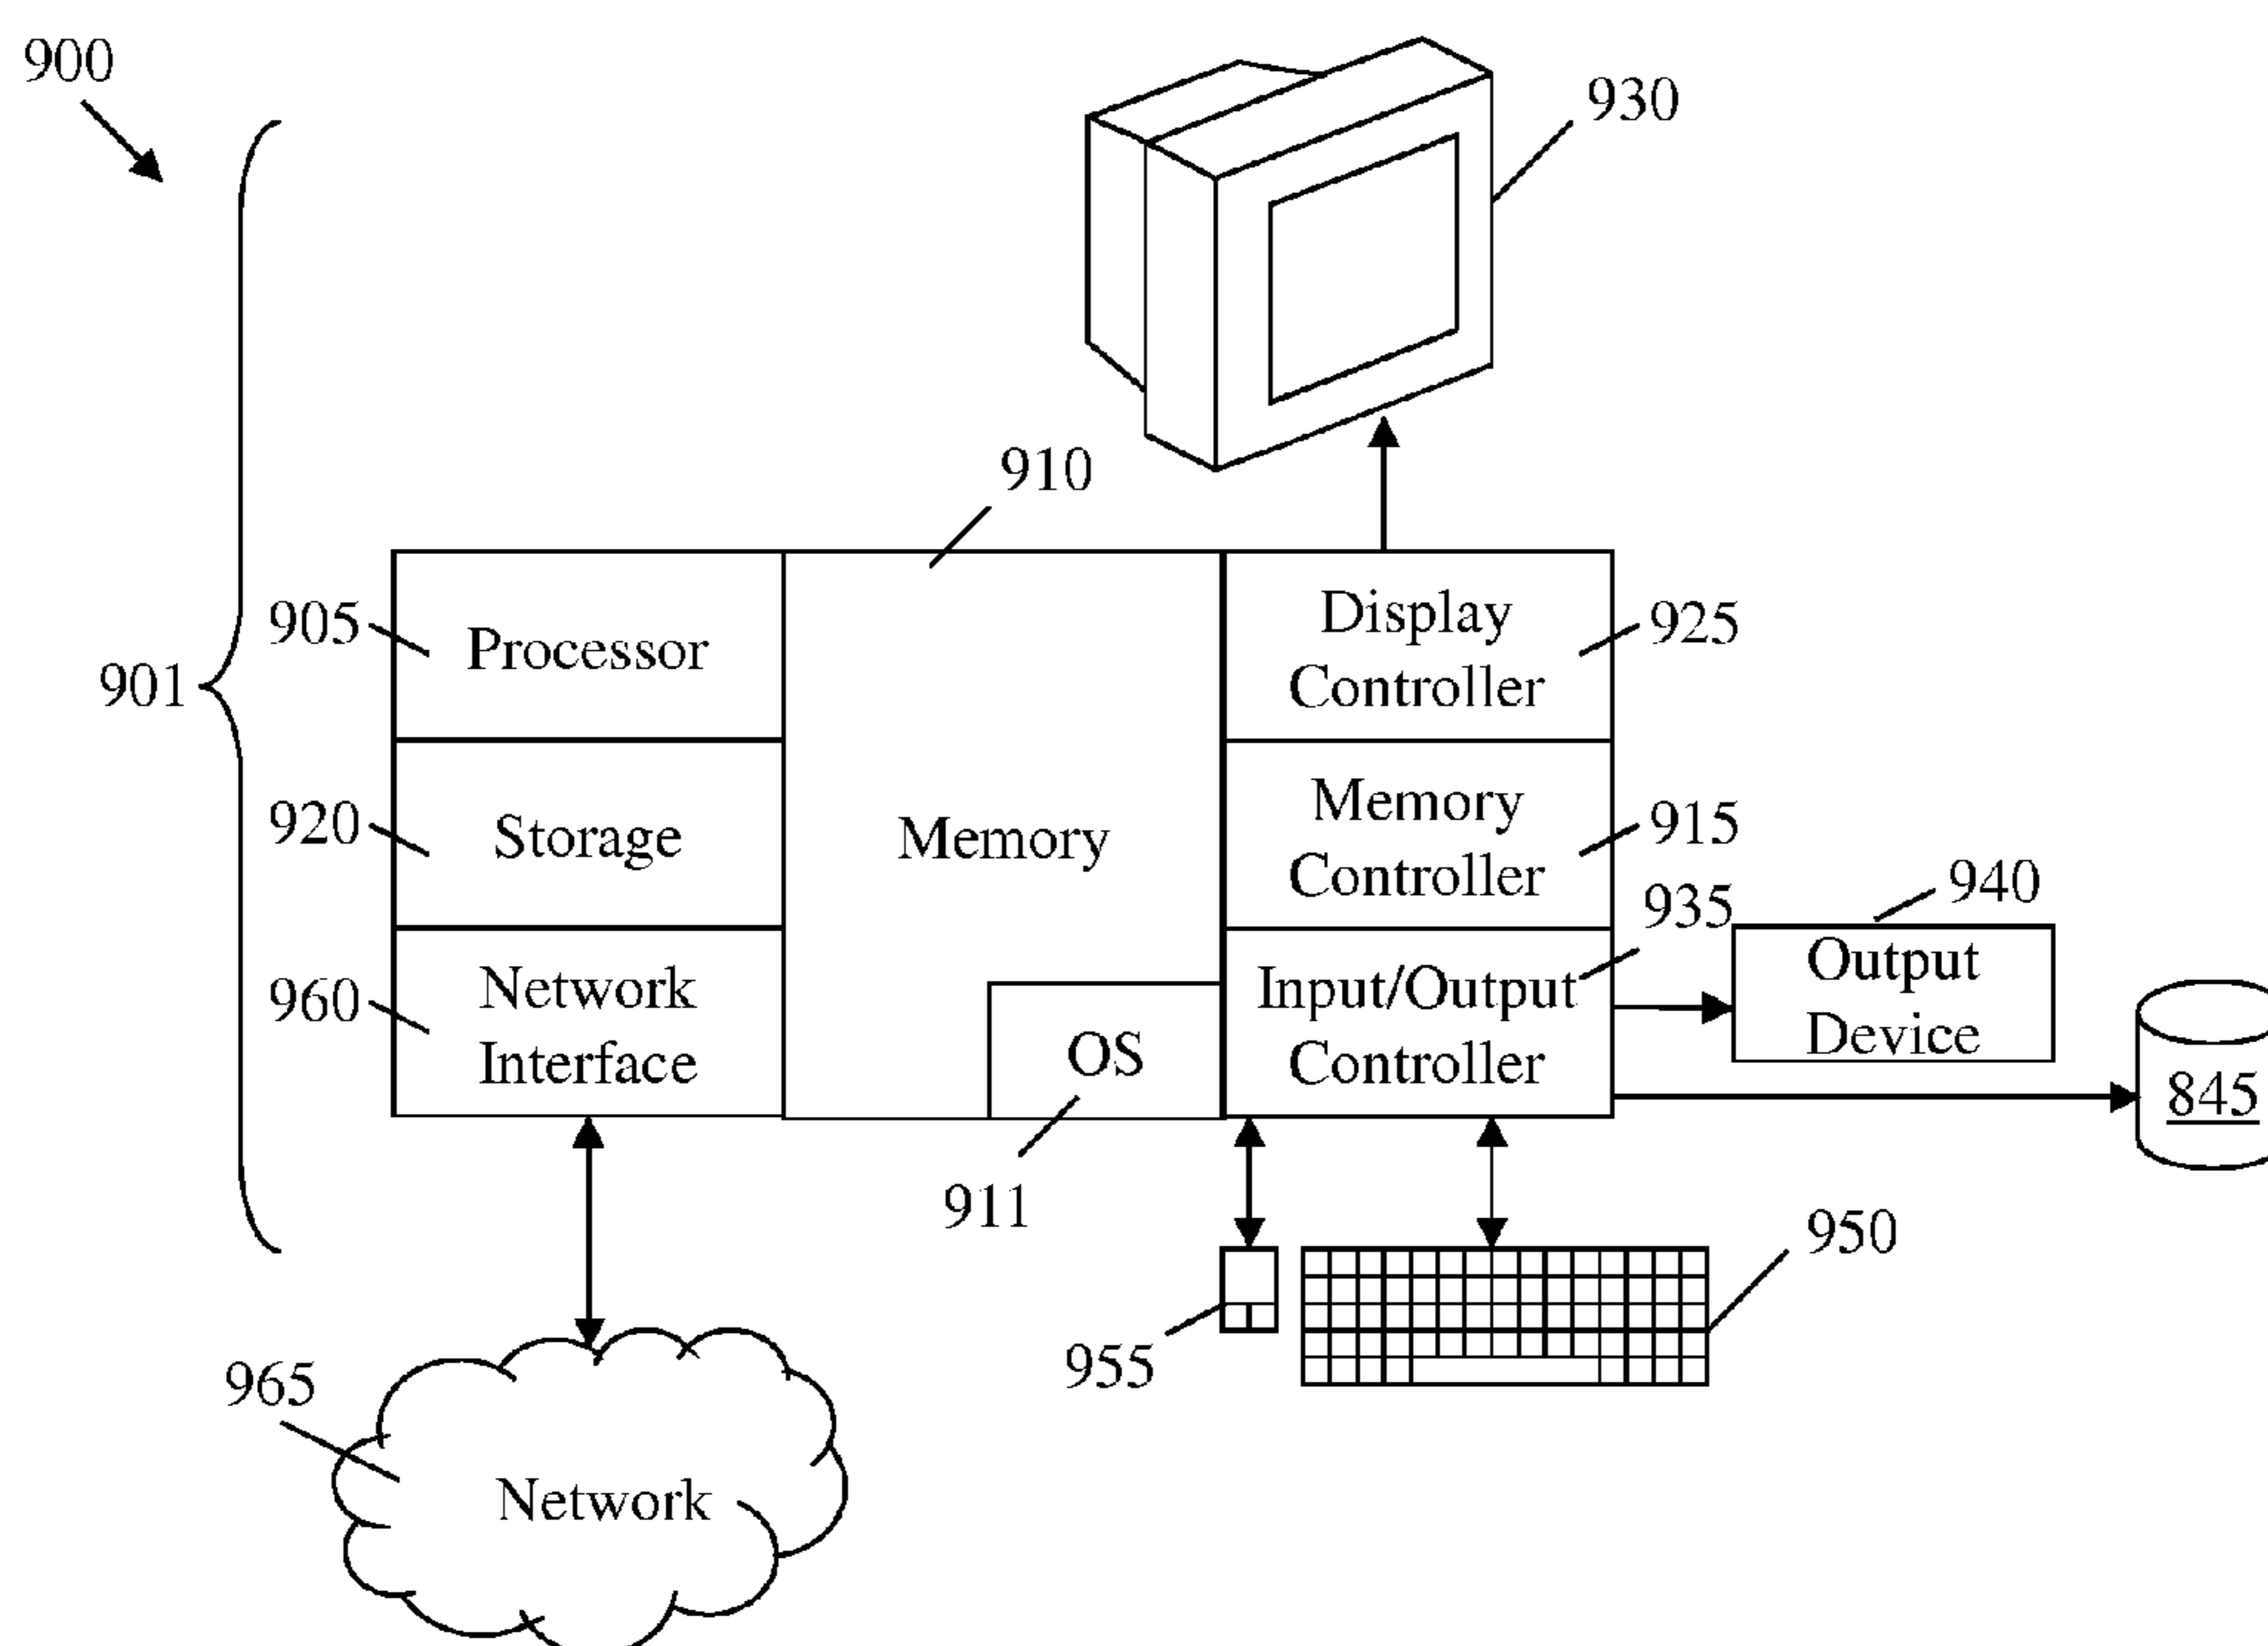 900
930
910
905
Processor
Display
Controller
925
901
920
Storage
Memory
Memory
Controller
915
935
940
960
Network
Interface
OS
Input/Output
Controller
Output
Device
845
911
950
955
965
Network